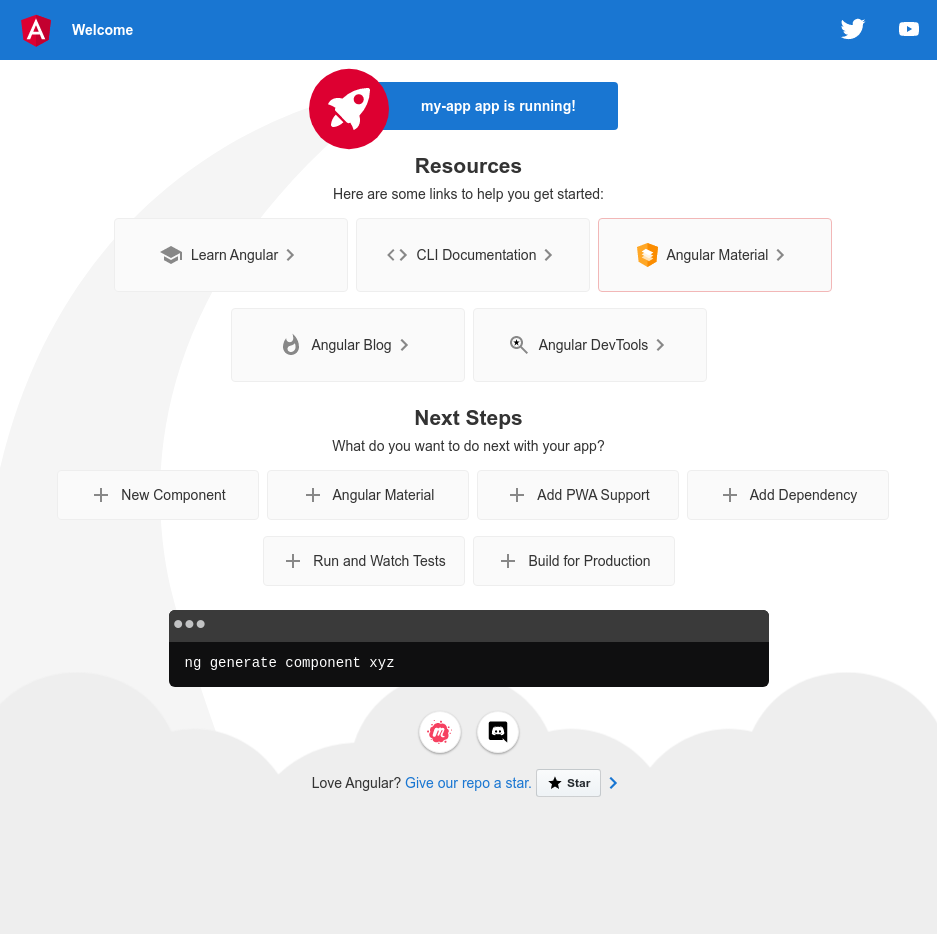 Welcome
my-app app is running!
Resources
Here are some links to help you get started:
Learn Angular
CLI Documentation
Angular Material
Angular Blog
Angular DevTools
Next Steps
What do you want to do next with your app?
New Component
Angular Material
Add PWA Support
Add Dependency
Run and Watch Tests
Build for Production
ng generate component xyz
Love Angular? Give our repo a star. Star